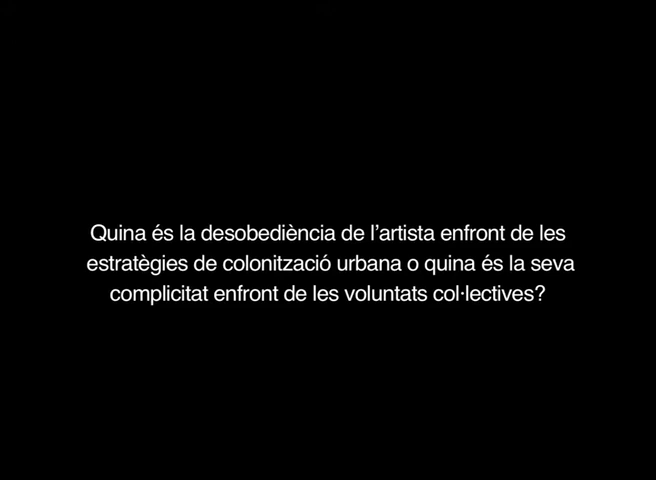 Quina és la desobediència de l’artista enfront de les
estratègies de colonització urbana o quina és la seva
complicitat enfront de les voluntats col·lectives?